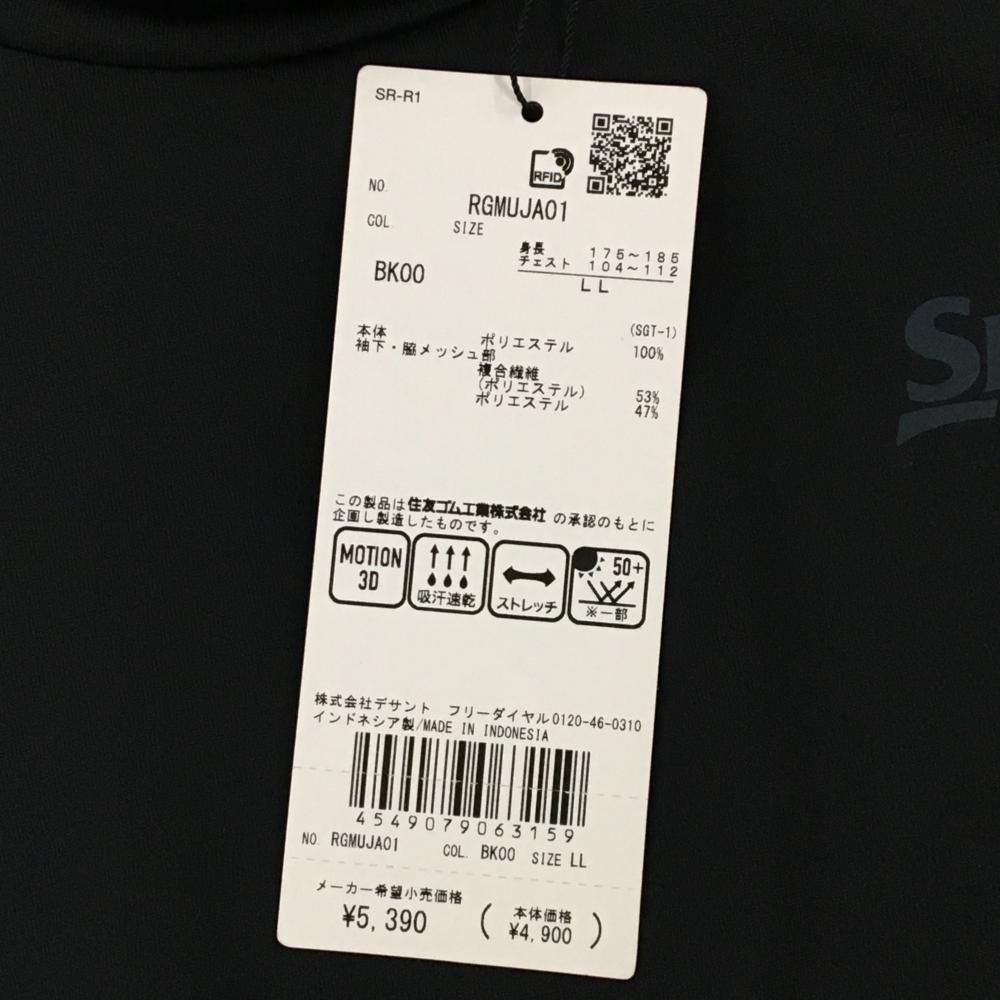 SR-R1
RFID
NO.
RGMUJA01
COL.
SIZE
身長 175～185
チェスト 104～112
BK00
LL
(SGT-1)
本体
ポリエステル 100%
袖下・脇メッシュ部
複合繊維
(ポリエステル) 53%
ポリエステル 47%
この製品は住友ゴム工業株式会社 の承認のもとに
企画し製造したものです。
MOTION
3D
吸汗速乾
ストレッチ
50+
※一部
株式会社デサント フリーダイヤル0120-46-0310
インドネシア製/MADE IN INDONESIA
4549079063159
NO. RGMUJA01 COL. BK00 SIZE LL
メーカー希望小売価格
¥5,390
( 本体価格
¥4,900 )